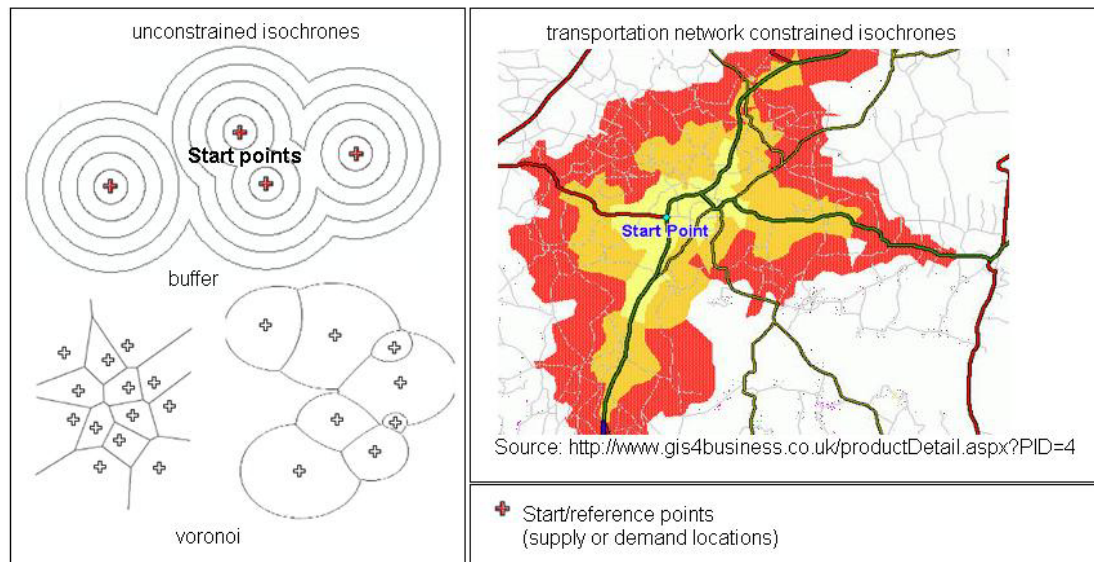 unconstrained isochrones
Start points
buffer
voronoi
transportation network constrained isochrones
Start Point
Source: http://www.gis4business.co.uk/productDetail.aspx?PID=4
Start/reference points
(supply or demand locations)